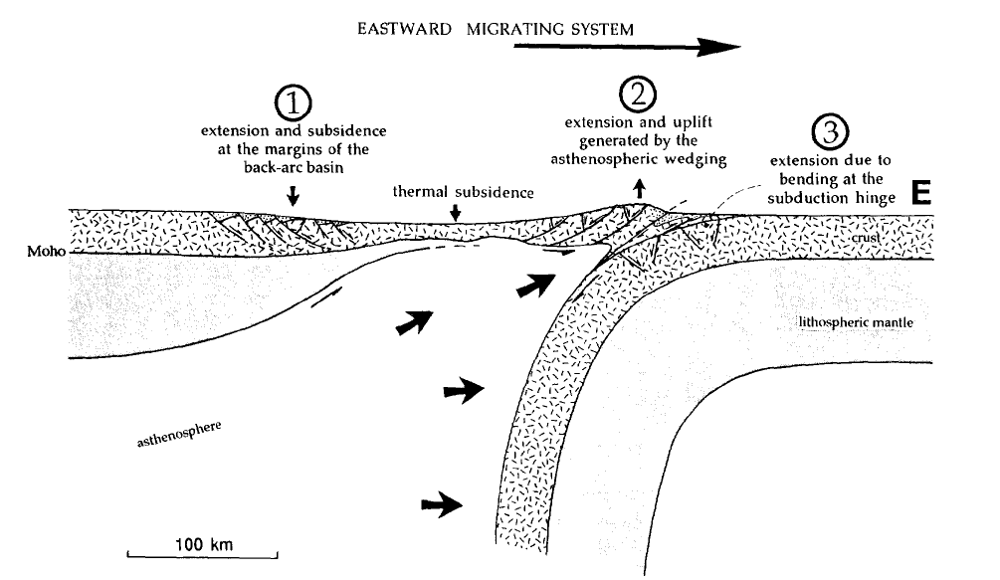 EASTWARD MIGRATING SYSTEM
1
extension and subsidence
at the margins of the
back-arc basin
thermal subsidence
2
extension and uplift
generated by the
asthenospheric wedging
3
extension due to
bending at the
subduction hinge
E
Moho
crust
lithospheric mantle
asthenosphere
100 km